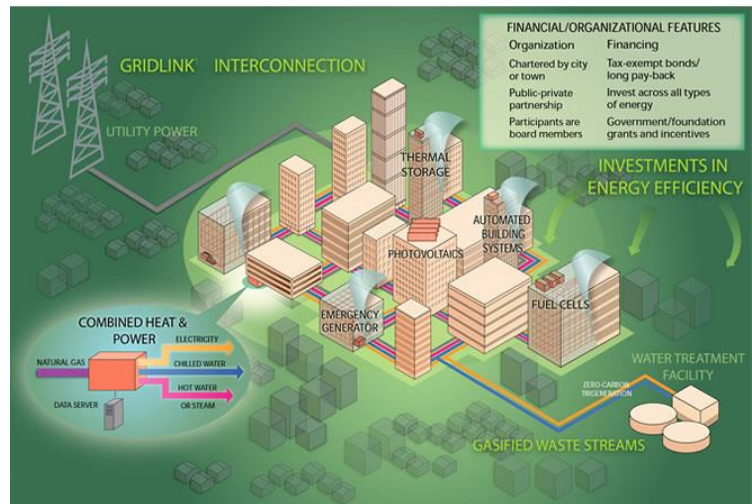 FINANCIAL/ORGANIZATIONAL FEATURES
Organization
Financing
Chartered by city
or town
Tax-exempt bonds/
long pay-back
Public-private
partnership
Invest across all types
of energy
Participants are
board members
Government/foundation
grants and incentives
GRIDLINK' INTERCONNECTION
UTILITY POWER
THERMAL
STORAGE
INVESTMENTS IN
ENERGY EFFICIENCY
AUTOMATED
BUILDING
SYSTEMS
PHOTOVOLTAICS
FUEL CELLS
EMERGENCY
GENERATOR
COMBINED HEAT &
POWER
ELECTRICITY
NATURAL GAS
CHILLED WATER
HOT WATER
OR STEAM
DATA SERVER
WATER TREATMENT
FACILITY
ZERO-CARBON
TRIGENERATION
GASIFIED WASTE STREAMS